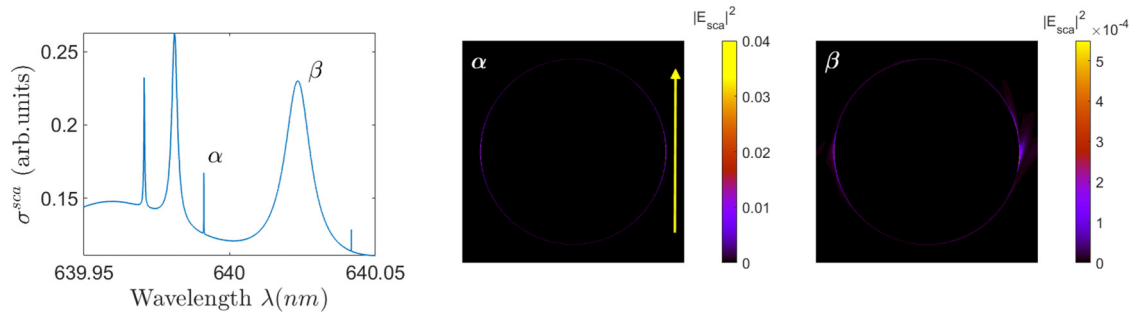 0.25
0.2
0.15
σ^sca (arb.units)
α
β
639.95
640
640.05
Wavelength λ(nm)
α
|E_sca|^2
0.04
0.03
0.02
0.01
0
β
|E_sca|^2 ×10^-4
5
4
3
2
1
0